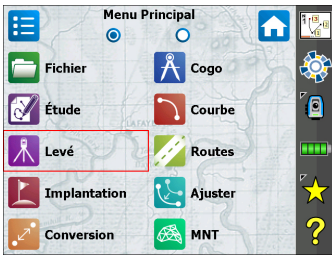 Menu Principal
Fichier
Cogo
Étude
Courbe
Levé
Routes
Implantation
Ajuster
Conversion
MNT